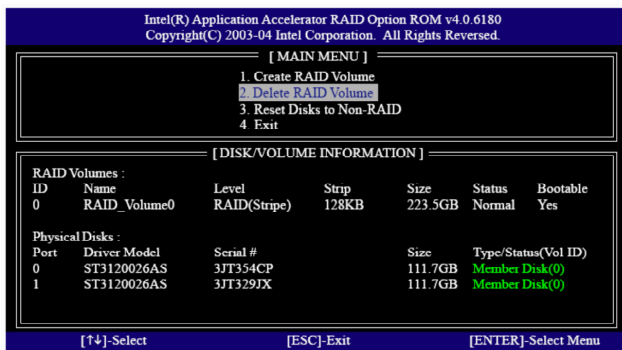 Intel(R) Application Accelerator RAID Option ROM v4.0.6180
Copyright(C) 2003-04 Intel Corporation. All Rights Reversed.
[ MAIN MENU ]
1. Create RAID Volume
2. Delete RAID Volume
3. Reset Disks to Non-RAID
4. Exit
[ DISK/VOLUME INFORMATION ]
RAID Volumes :
ID Name Level Strip Size Status Bootable
0 RAID_Volume0 RAID(Stripe) 128KB 223.5GB Normal Yes
Physical Disks :
Port Driver Model Serial # Size Type/Status(Vol ID)
0 ST3120026AS 3JT354CP 111.7GB Member Disk(0)
1 ST3120026AS 3JT329JX 111.7GB Member Disk(0)
[↑↓]-Select [ESC]-Exit [ENTER]-Select Menu